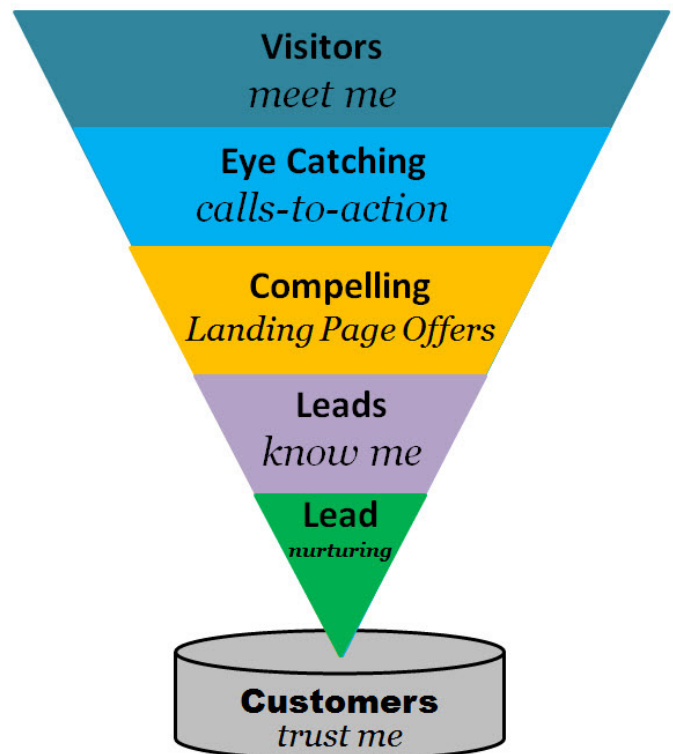 Visitors
meet me
Eye Catching
calls-to-action
Compelling
Landing Page Offers
Leads
know me
Lead
nurturing
Customers
trust me